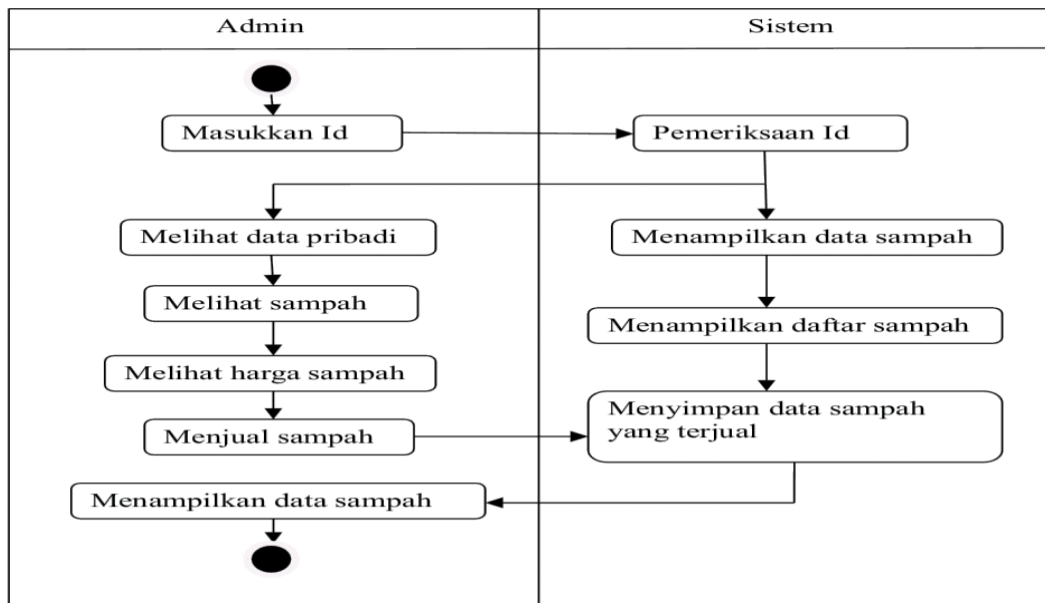 Admin
Sistem
Masukkan Id
Pemeriksaan Id
Melihat data pribadi
Menampilkan data sampah
Melihat sampah
Menampilkan daftar sampah
Melihat harga sampah
Menyimpan data sampah
yang terjual
Menjual sampah
Menampilkan data sampah